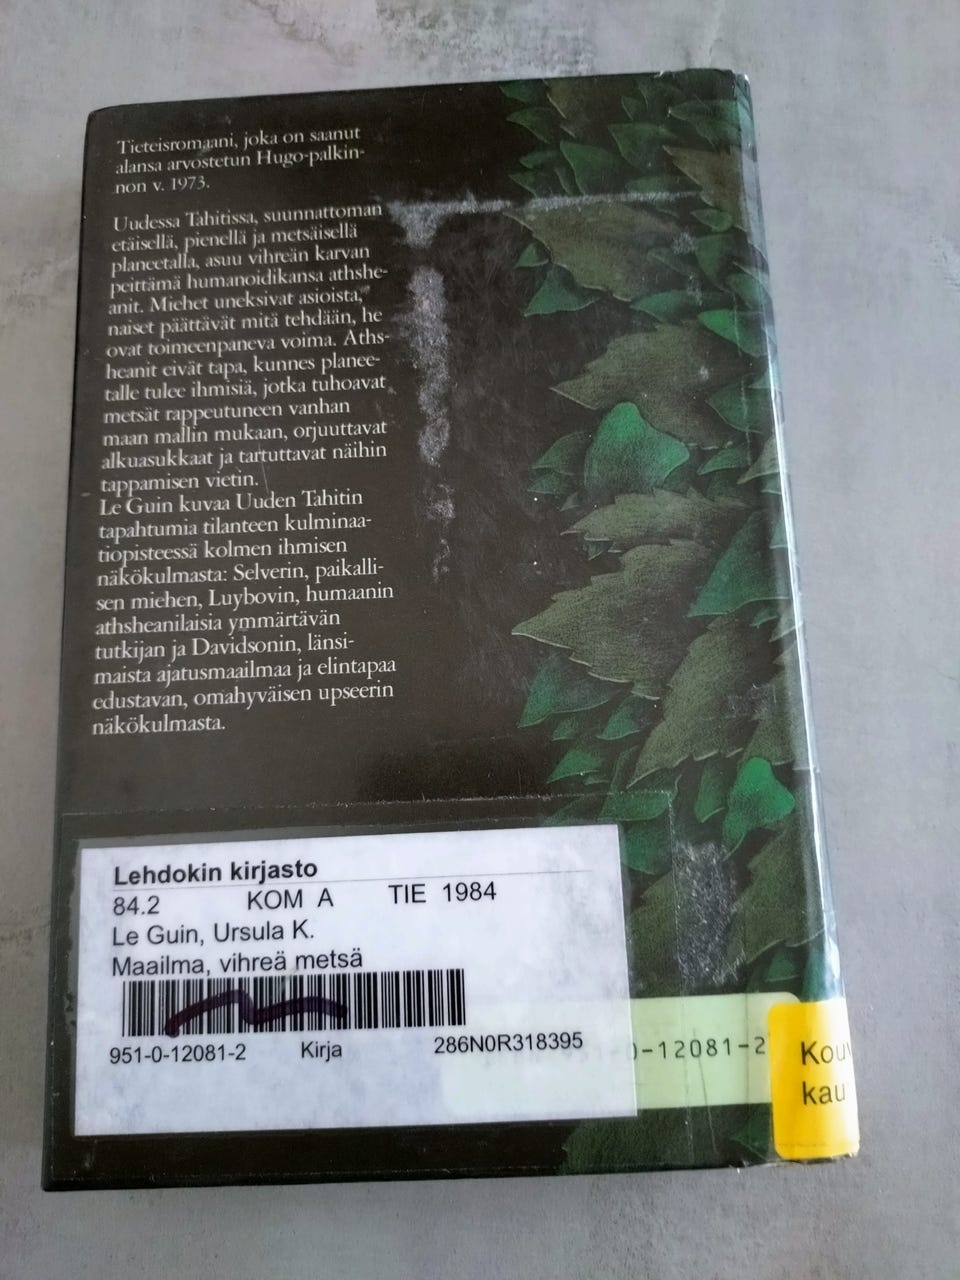 Tieteisromaani, joka on saanut
alansa arvostetun Hugo-palkin-
non v. 1973.
Uudessa Tahitissa, suunnattoman
etäisellä, pienellä ja metsäisellä
planeetalla, asuu vihreän karvan
peittämä humanoidikansa athshe-
anit. Miehet uneksivat asioista,
naiset päättävät mitä tehdään, he
ovat toimeenpaneva voima. Aths-
heanit eivät tapa, kunnes planee-
talle tulee ihmisiä, jotka tuhoavat
metsät rappeutuneen vanhan
maan mallin mukaan, orjuuttavat
alkuasukkaat ja tartuttavat näihin
tappamisen vietin.
Le Guin kuvaa Uuden Tahitin
tapahtumia tilanteen kulminaa-
tiopisteessä kolmen ihmisen
näkökulmasta: Selverin, paikalli-
sen miehen, Luybovin, humaanin
athsheanilaisia ymmärtävän
tutkijan ja Davidsonin, länsi-
maista ajatusmaailmaa ja elintapaa
edustavan, omahyväisen upseerin
näkökulmasta.
Lehdokin kirjasto
84.2 KOM A TIE 1984
Le Guin, Ursula K.
Maailma, vihreä metsä
951-0-12081-2 Kirja 286N0R318395
0-12081-2
Kouv
kau